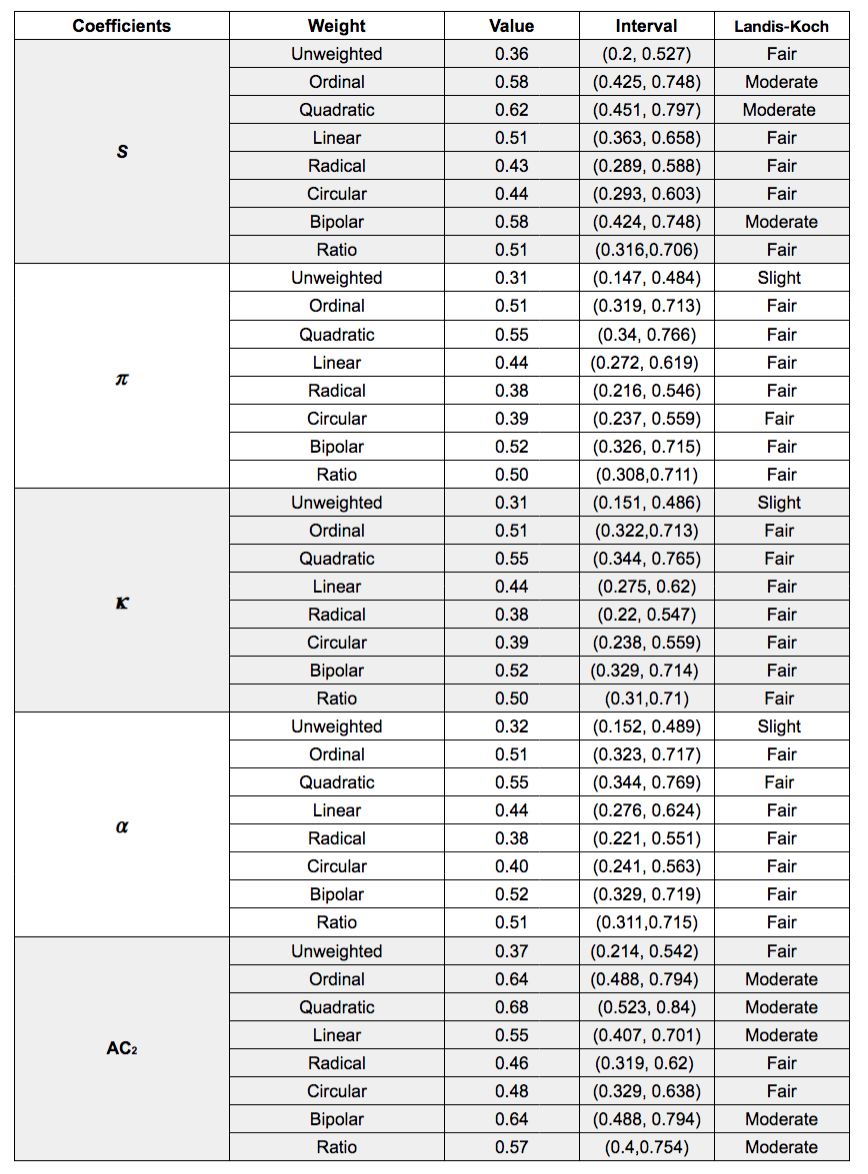 Coefficients Weight Value Interval Landis-Koch
Unweighted 0.36 (0.2, 0.527) Fair
Ordinal 0.58 (0.425, 0.748) Moderate
Quadratic 0.62 (0.451, 0.797) Moderate
Linear 0.51 (0.363, 0.658) Fair
S
Radical 0.43 (0.289, 0.588) Fair
Circular 0.44 (0.293, 0.603) Fair
Bipolar 0.58 (0.424, 0.748) Moderate
Ratio 0.51 (0.316,0.706) Fair
Unweighted 0.31 (0.147, 0.484) Slight
Ordinal 0.51 (0.319, 0.713) Fair
Quadratic 0.55 (0.34, 0.766) Fair
Linear 0.44 (0.272, 0.619) Fair
π
Radical 0.38 (0.216, 0.546) Fair
Circular 0.39 (0.237, 0.559) Fair
Bipolar 0.52 (0.326, 0.715) Fair
Ratio 0.50 (0.308,0.711) Fair
Unweighted 0.31 (0.151, 0.486) Slight
Ordinal 0.51 (0.322,0.713) Fair
Quadratic 0.55 (0.344, 0.765) Fair
Linear 0.44 (0.275, 0.62) Fair
κ
Radical 0.38 (0.22, 0.547) Fair
Circular 0.39 (0.238, 0.559) Fair
Bipolar 0.52 (0.329, 0.714) Fair
Ratio 0.50 (0.31,0.71) Fair
Unweighted 0.32 (0.152, 0.489) Slight
Ordinal 0.51 (0.323, 0.717) Fair
Quadratic 0.55 (0.344, 0.769) Fair
Linear 0.44 (0.276, 0.624) Fair
α
Radical 0.38 (0.221, 0.551) Fair
Circular 0.40 (0.241, 0.563) Fair
Bipolar 0.52 (0.329, 0.719) Fair
Ratio 0.51 (0.311,0.715) Fair
Unweighted 0.37 (0.214, 0.542) Fair
Ordinal 0.64 (0.488, 0.794) Moderate
Quadratic 0.68 (0.523, 0.84) Moderate
Linear 0.55 (0.407, 0.701) Moderate
AC₂
Radical 0.46 (0.319, 0.62) Fair
Circular 0.48 (0.329, 0.638) Fair
Bipolar 0.64 (0.488, 0.794) Moderate
Ratio 0.57 (0.4,0.754) Moderate